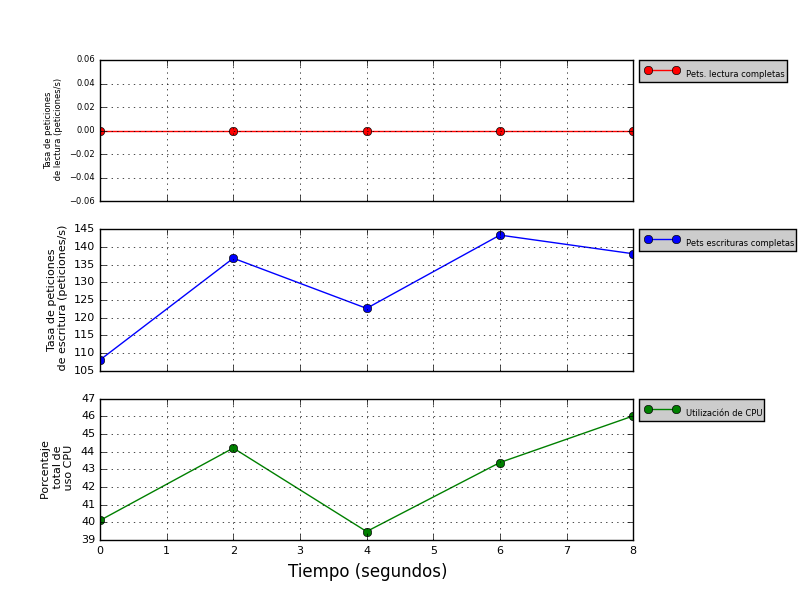 0.06
0.04
0.02
0.00
−0.02
−0.04
−0.06
Tasa de peticiones
de lectura (peticiones/s)
Pets. lectura completas
145
140
135
130
125
120
115
110
105
Tasa de peticiones
de escritura (peticiones/s)
Pets escrituras completas
47
46
45
44
43
42
41
40
39
Porcentaje
total de
uso CPU
Utilización de CPU
0 1 2 3 4 5 6 7 8
Tiempo (segundos)